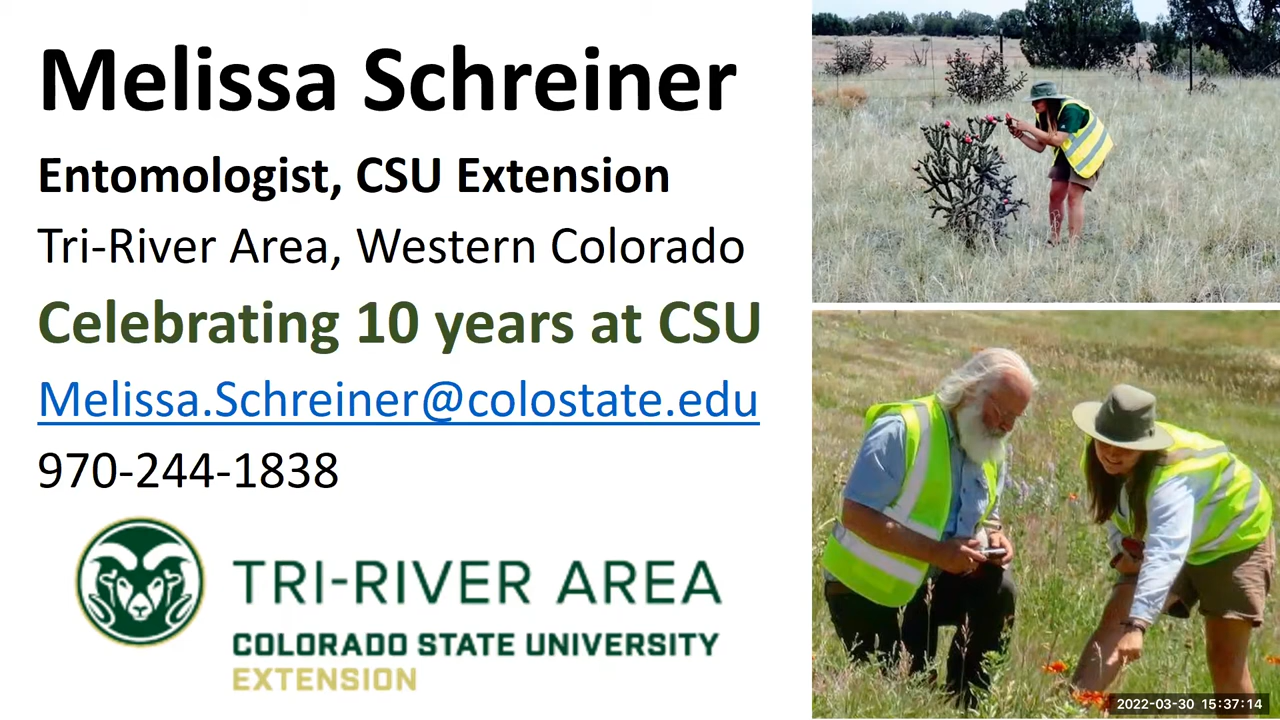 Melissa Schreiner
Entomologist, CSU Extension
Tri-River Area, Western Colorado
Celebrating 10 years at CSU
Melissa.Schreiner@colostate.edu
970-244-1838
TRI-RIVER AREA
COLORADO STATE UNIVERSITY
EXTENSION
2022-03-30 15:37:14